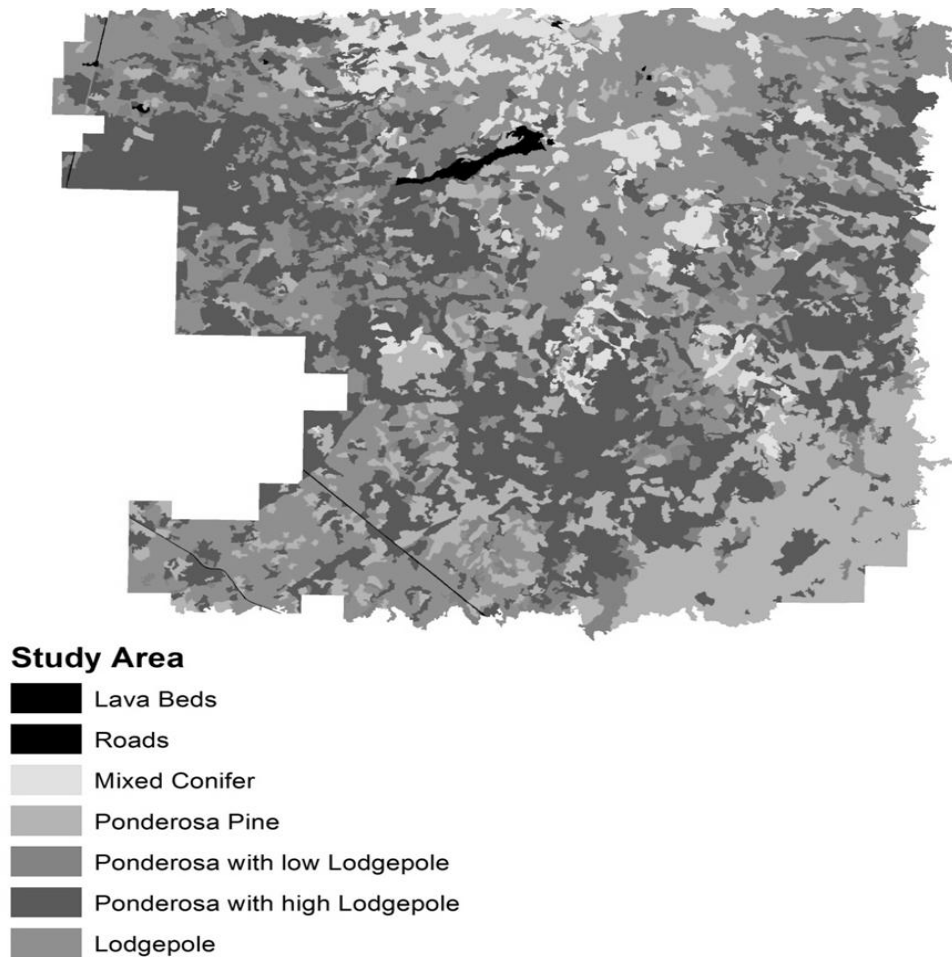 Study Area
Lava Beds
Roads
Mixed Conifer
Ponderosa Pine
Ponderosa with low Lodgepole
Ponderosa with high Lodgepole
Lodgepole